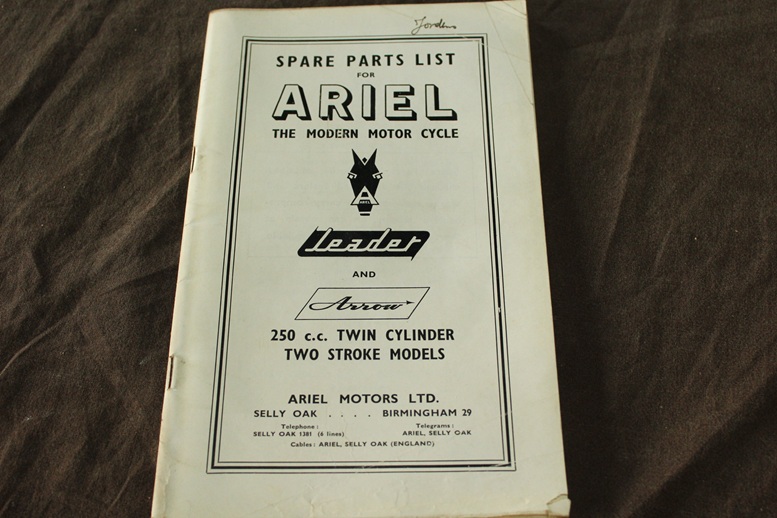 Jordens
SPARE PARTS LIST
FOR
ARIEL
THE MODERN MOTOR CYCLE
ARIEL
Leader
AND
Arrow
250 c.c. TWIN CYLINDER
TWO STROKE MODELS
ARIEL MOTORS LTD.
SELLY OAK . . . . BIRMINGHAM 29
Telephone: Telegrams:
SELLY OAK 1381 (6 lines) ARIEL, SELLY OAK
Cables: ARIEL, SELLY OAK (ENGLAND)